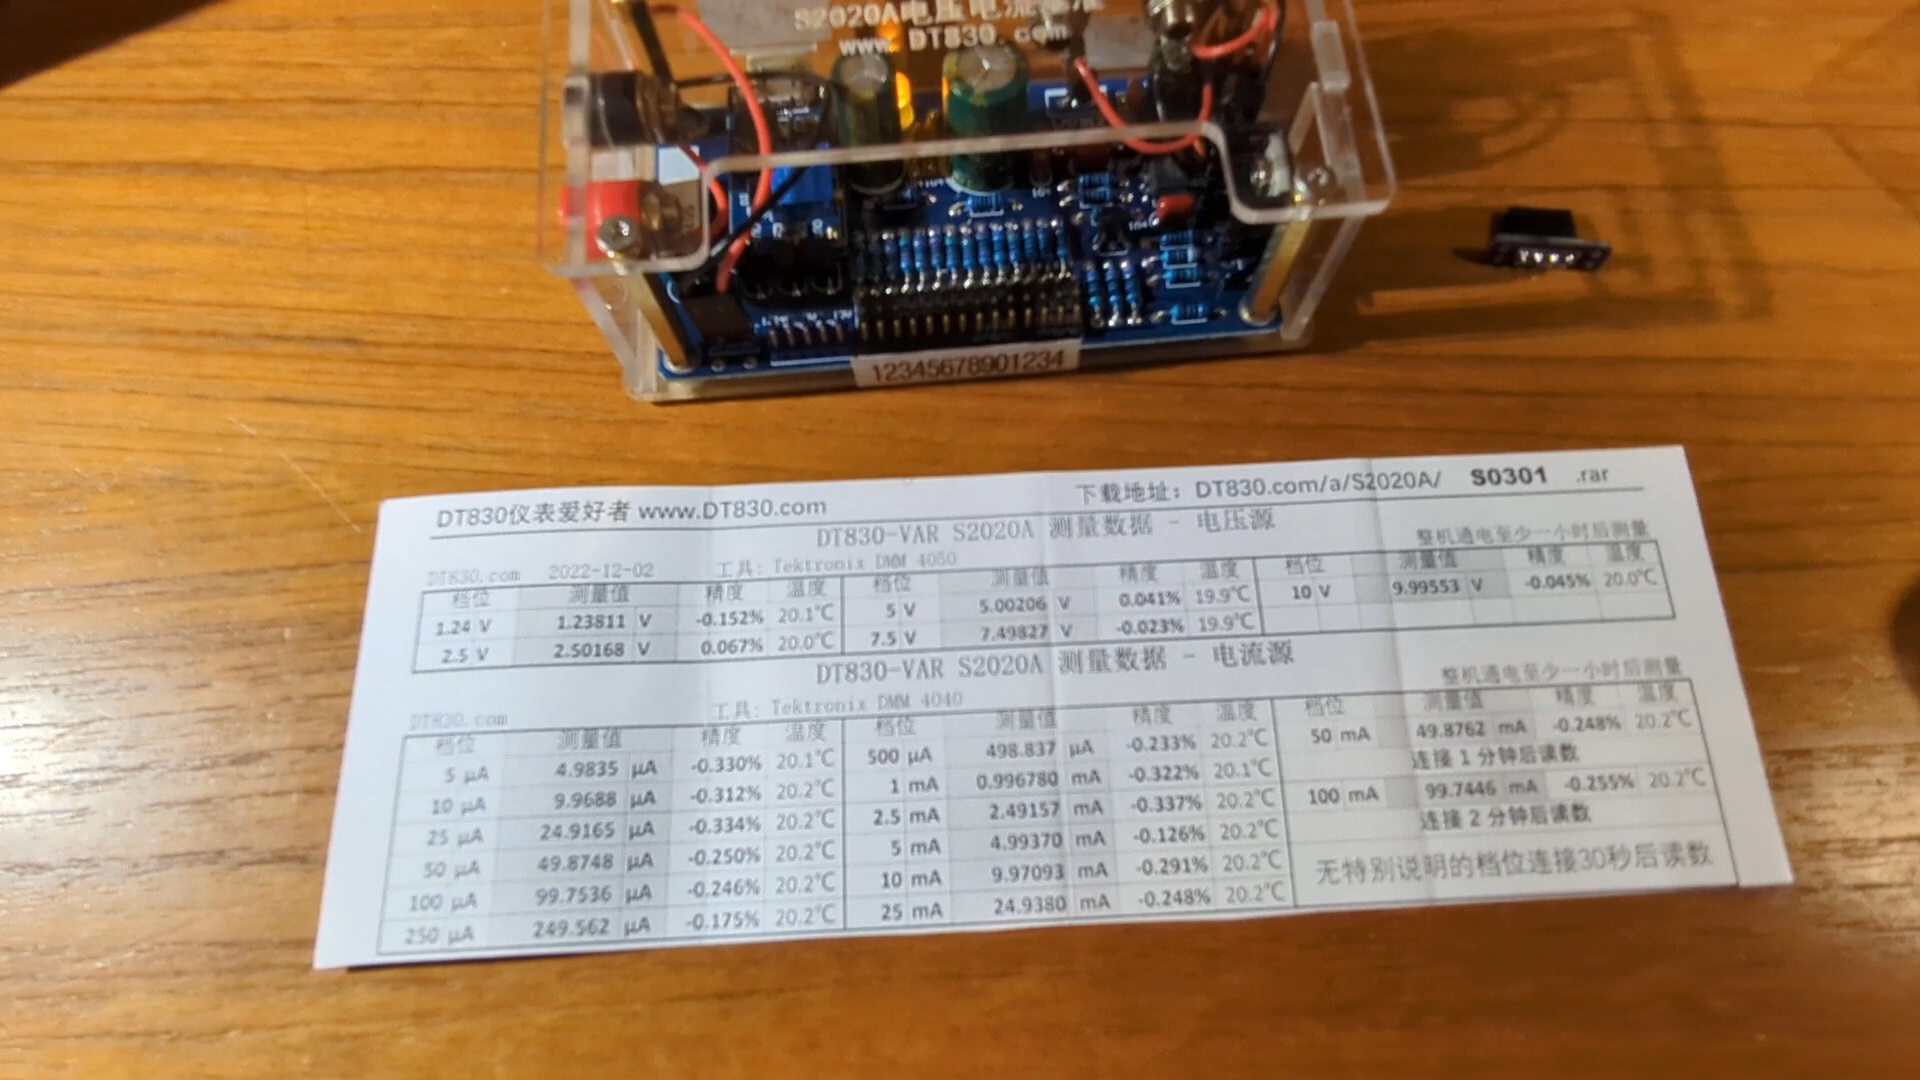 S2020A电压电流基准
www.DT830.com
12345678901234
DT830仪表爱好者 www.DT830.com 下载地址: DT830.com/a/S2020A/ S0301 .rar
DT830-VAR S2020A 测量数据 - 电压源
DT830.com 2022-12-02 工具: Tektronix DMM 4050 整机通电至少一小时后测量
档位 测量值 精度 温度 档位 测量值 精度 温度 档位 测量值 精度 温度
1.24 V 1.23811 V -0.152% 20.1℃ 5 V 5.00206 V 0.041% 19.9℃ 10 V 9.99553 V -0.045% 20.0℃
2.5 V 2.50168 V 0.067% 20.0℃ 7.5 V 7.49827 V -0.023% 19.9℃
DT830-VAR S2020A 测量数据 - 电流源
DT830.com 工具: Tektronix DMM 4040 整机通电至少一小时后测量
档位 测量值 精度 温度 档位 测量值 精度 温度 档位 测量值 精度 温度
5 μA 4.9835 μA -0.330% 20.1℃ 500 μA 498.837 μA -0.233% 20.2℃ 50 mA 49.8762 mA -0.248% 20.2℃
10 μA 9.9688 μA -0.312% 20.2℃ 1 mA 0.996780 mA -0.322% 20.1℃ 连接1分钟后读数
25 μA 24.9165 μA -0.334% 20.2℃ 2.5 mA 2.49157 mA -0.337% 20.2℃ 100 mA 99.7446 mA -0.255% 20.2℃
50 μA 49.8748 μA -0.250% 20.2℃ 5 mA 4.99370 mA -0.126% 20.2℃ 连接2分钟后读数
100 μA 99.7536 μA -0.246% 20.2℃ 10 mA 9.97093 mA -0.291% 20.2℃ 无特别说明的档位连接30秒后读数
250 μA 249.562 μA -0.175% 20.2℃ 25 mA 24.9380 mA -0.248% 20.2℃